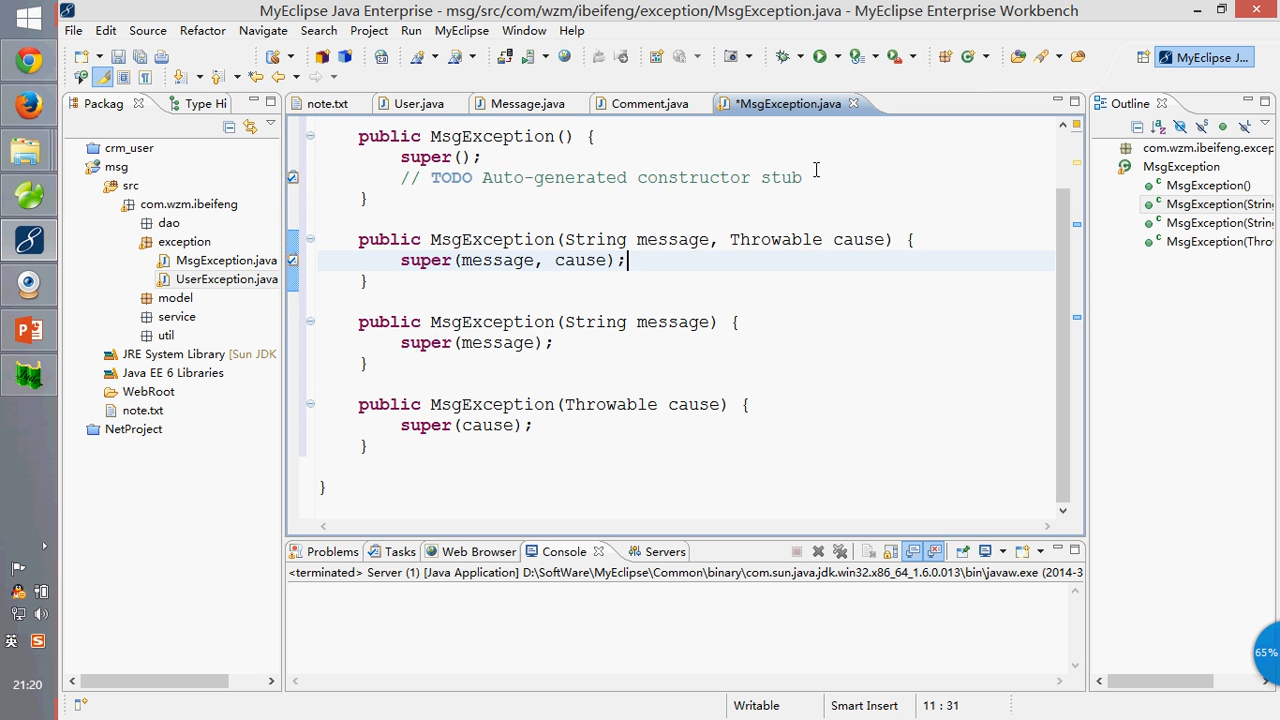 MyEclipse Java Enterprise - msg/src/com/wzm/ibeifeng/exception/MsgException.java - MyEclipse Enterprise Workbench
File Edit Source Refactor Navigate Search Project Run MyEclipse Window Help
MyEclipse J...
Packag Type Hi
note.txt User.java Message.java Comment.java *MsgException.java
Outline
crm_user
msg
src
com.wzm.ibeifeng
dao
exception
MsgException.java
UserException.java
model
service
util
JRE System Library [Sun JDK
Java EE 6 Libraries
WebRoot
note.txt
NetProject
public MsgException() {
super();
// TODO Auto-generated constructor stub
}
public MsgException(String message, Throwable cause) {
super(message, cause);
}
public MsgException(String message) {
super(message);
}
public MsgException(Throwable cause) {
super(cause);
}
}
com.wzm.ibeifeng.excep
MsgException
MsgException()
MsgException(String
MsgException(String
MsgException(Thro
Problems Tasks Web Browser Console Servers
<terminated> Server (1) [Java Application] D:\SoftWare\MyEclipse\Common\binary\com.sun.java.jdk.win32.x86_64_1.6.0.013\bin\javaw.exe (2014-3
65%
英
21:20
Writable Smart Insert 11 : 31